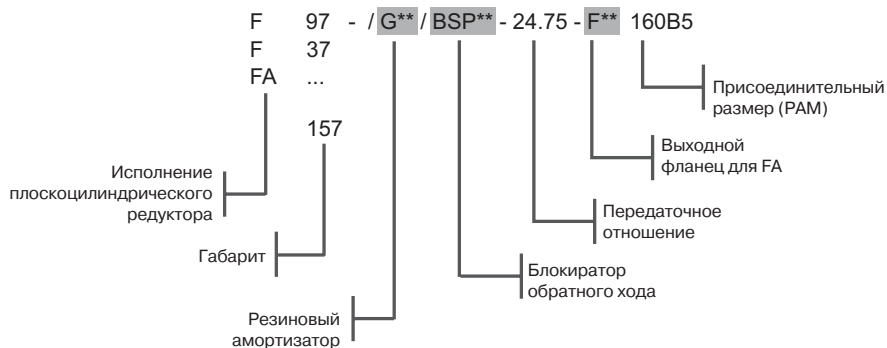 F 97 - / G** / BSP** - 24.75 - F** 160B5
F 37
FA ...
157
Присоединительный
размер (PAM)
Выходной
фланец для FA
Исполнение
плоскоцилиндрического
редуктора
Передаточное
отношение
Габарит
Блокиратор
обратного хода
Резиновый
амортизатор